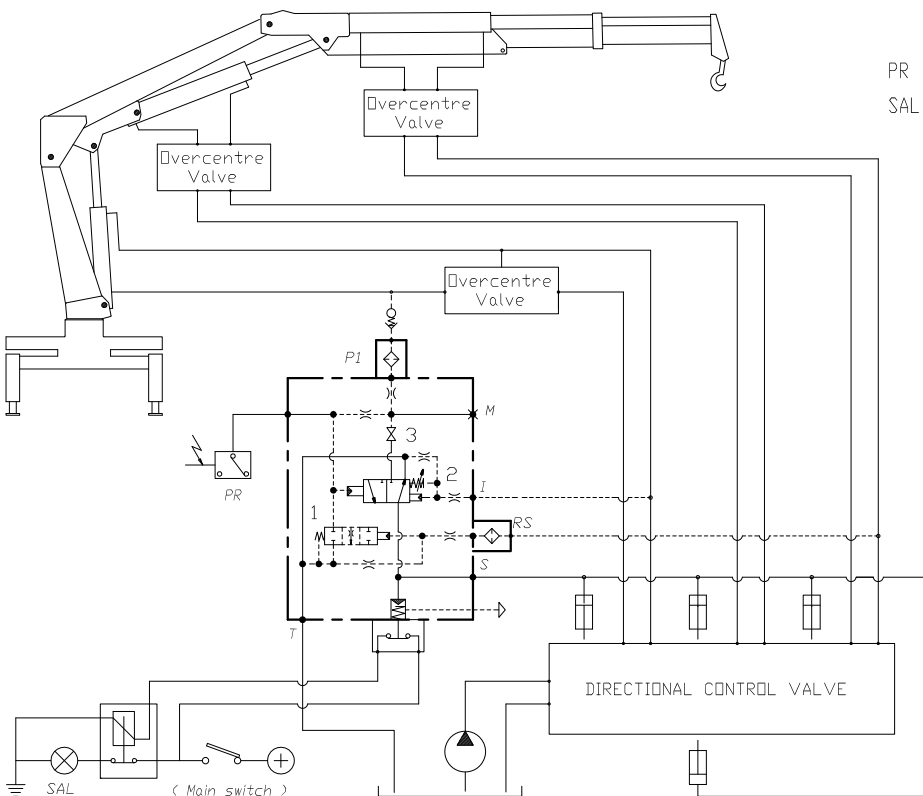 PR
SAL
Overcentre
Valve
Overcentre
Valve
Overcentre
Valve
P1
M
3
2
I
PR
1
RS
S
T
DIRECTIONAL CONTROL VALVE
SAL
( Main switch )